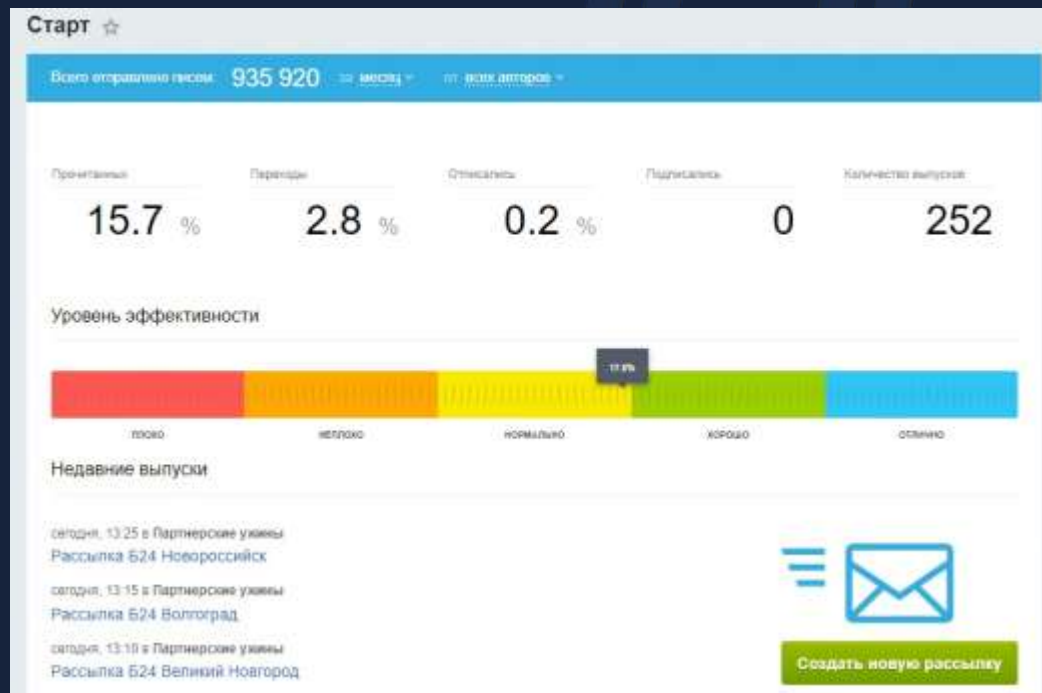 Старт
Всего отправлено писем: 935 920 за месяц от всех авторов
Прочитанных Переходы Отписались Подписались Количество выпусков
15.7 % 2.8 % 0.2 % 0 252
Уровень эффективности
ПЛОХО НЕПЛОХО НОРМАЛЬНО ХОРОШО ОТЛИЧНО
Недавние выпуски
сегодня, 13:25 в Партнерские ужины
Рассылка Б24 Новороссийск
сегодня, 13:15 в Партнерские ужины
Рассылка Б24 Волгоград
сегодня, 13:10 в Партнерские ужины
Рассылка Б24 Великий Новгород
Создать новую рассылку